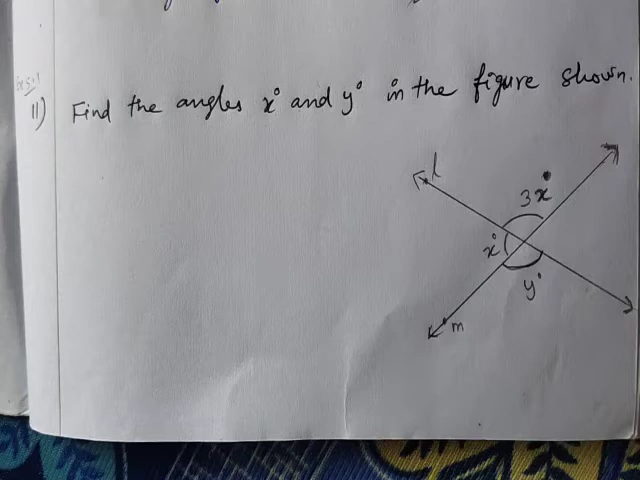 11) Find the angles x° and y° in the figure shown.
l
3x°
x°
y°
m